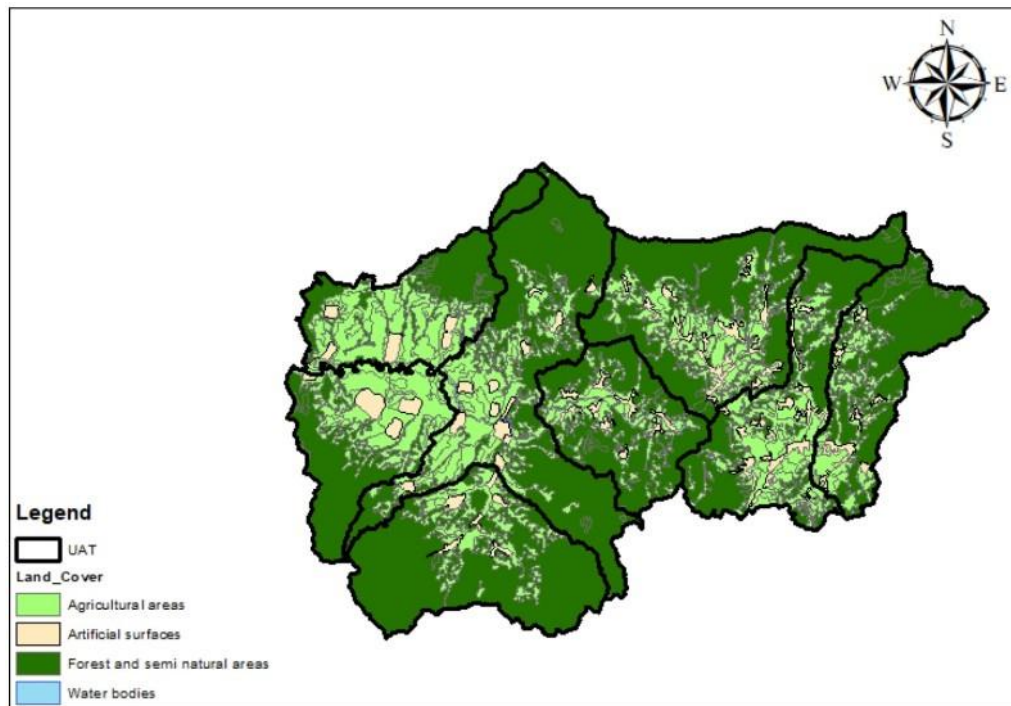 N
W E
S
Legend
UAT
Land_Cover
Agricultural areas
Artificial surfaces
Forest and semi natural areas
Water bodies